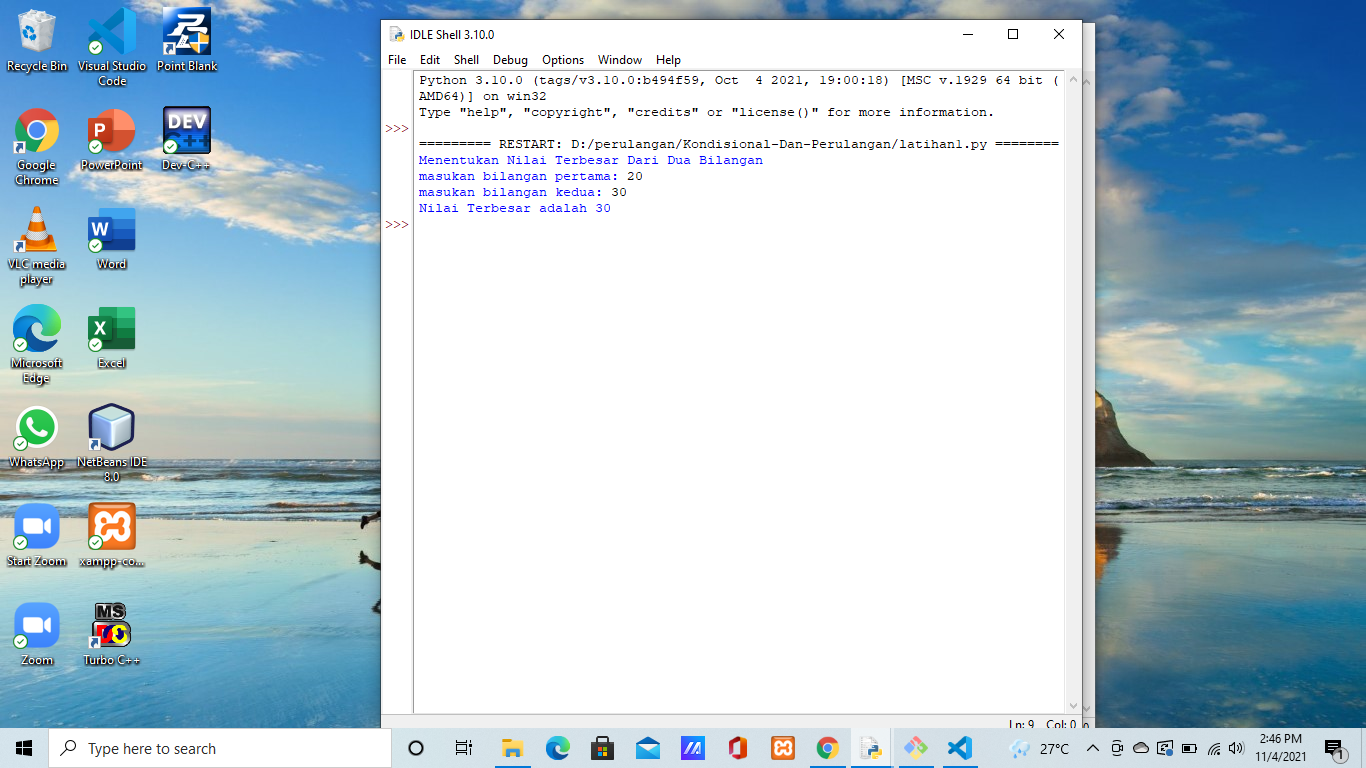 Recycle Bin
Visual Studio
Code
Point Blank
Google
Chrome
PowerPoint
DEV
C++
Dev-C++
VLC media
player
Word
Microsoft
Edge
Excel
WhatsApp
NetBeans IDE
8.0
Start Zoom
xampp-co...
Zoom
MS
Turbo C++
IDLE Shell 3.10.0
File Edit Shell Debug Options Window Help
Python 3.10.0 (tags/v3.10.0:b494f59, Oct  4 2021, 19:00:18) [MSC v.1929 64 bit (
AMD64)] on win32
Type "help", "copyright", "credits" or "license()" for more information.
>>>
========= RESTART: D:/perulangan/Kondisional-Dan-Perulangan/latihan1.py ========
Menentukan Nilai Terbesar Dari Dua Bilangan
masukan bilangan pertama: 20
masukan bilangan kedua: 30
Nilai Terbesar adalah 30
>>>
Ln: 9 Col: 0
Type here to search
27°C
2:46 PM
11/4/2021
1